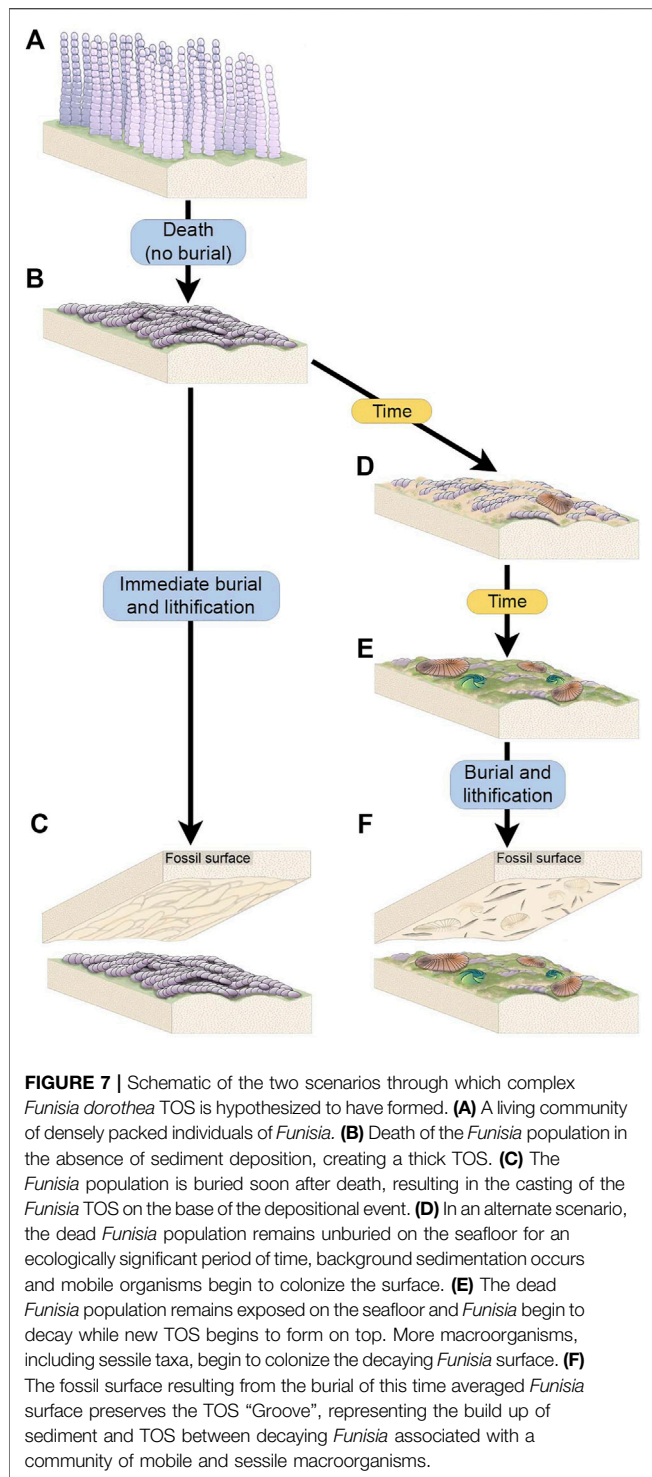 A
Death
(no burial)
B
Time
D
Immediate burial
and lithification
Time
E
Burial and
lithification
C
F
Fossil surface
Fossil surface
FIGURE 7 | Schematic of the two scenarios through which complex
Funisia dorothea TOS is hypothesized to have formed. (A) A living community
of densely packed individuals of Funisia. (B) Death of the Funisia population in
the absence of sediment deposition, creating a thick TOS. (C) The
Funisia population is buried soon after death, resulting in the casting of the
Funisia TOS on the base of the depositional event. (D) In an alternate scenario,
the dead Funisia population remains unburied on the seafloor for an
ecologically significant period of time, background sedimentation occurs
and mobile organisms begin to colonize the surface. (E) The dead
Funisia population remains exposed on the seafloor and Funisia begin to
decay while new TOS begins to form on top. More macroorganisms,
including sessile taxa, begin to colonize the decaying Funisia surface. (F)
The fossil surface resulting from the burial of this time averaged Funisia
surface preserves the TOS “Groove”, representing the build up of
sediment and TOS between decaying Funisia associated with a
community of mobile and sessile macroorganisms.